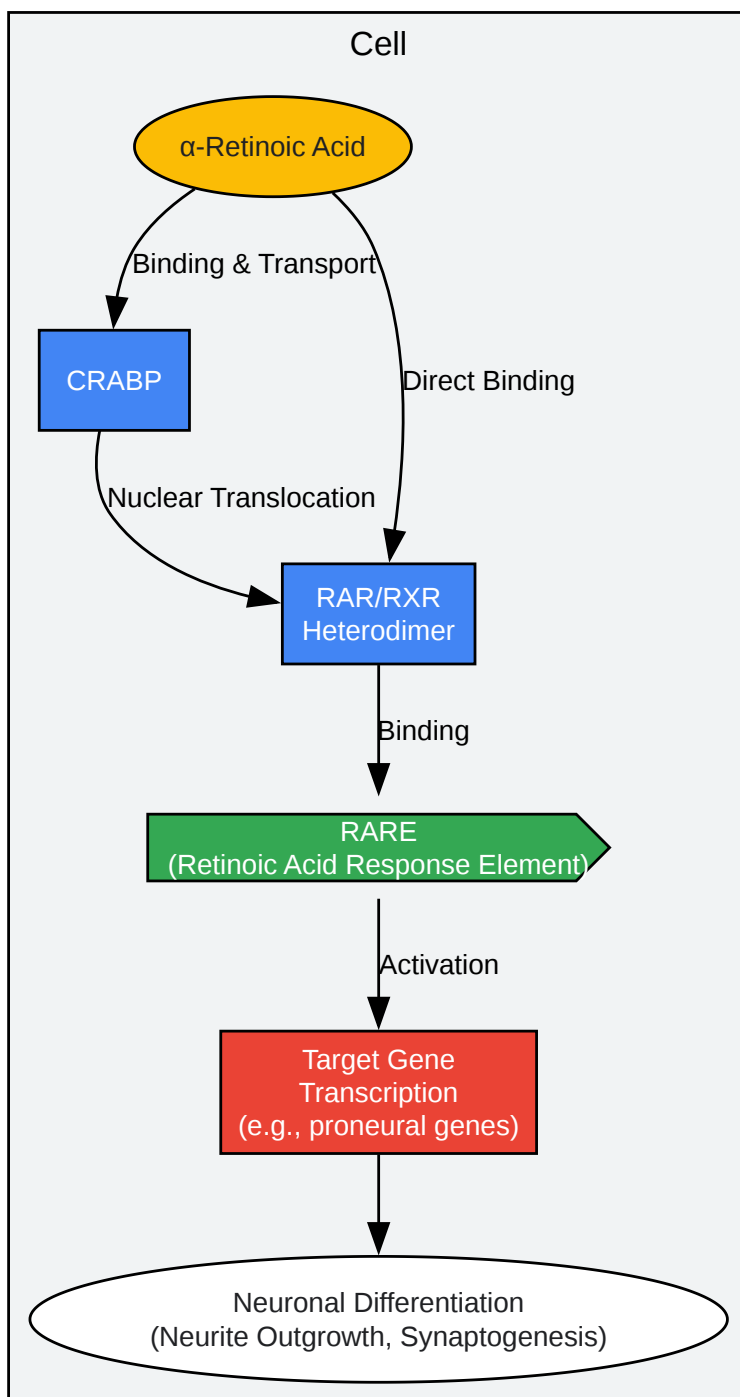 Cell
α-Retinoic Acid
Binding & Transport
CRABP
Direct Binding
Nuclear Translocation
RAR/RXR
Heterodimer
Binding
RARE
(Retinoic Acid Response Element)
Activation
Target Gene
Transcription
(e.g., proneural genes)
Neuronal Differentiation
(Neurite Outgrowth, Synaptogenesis)